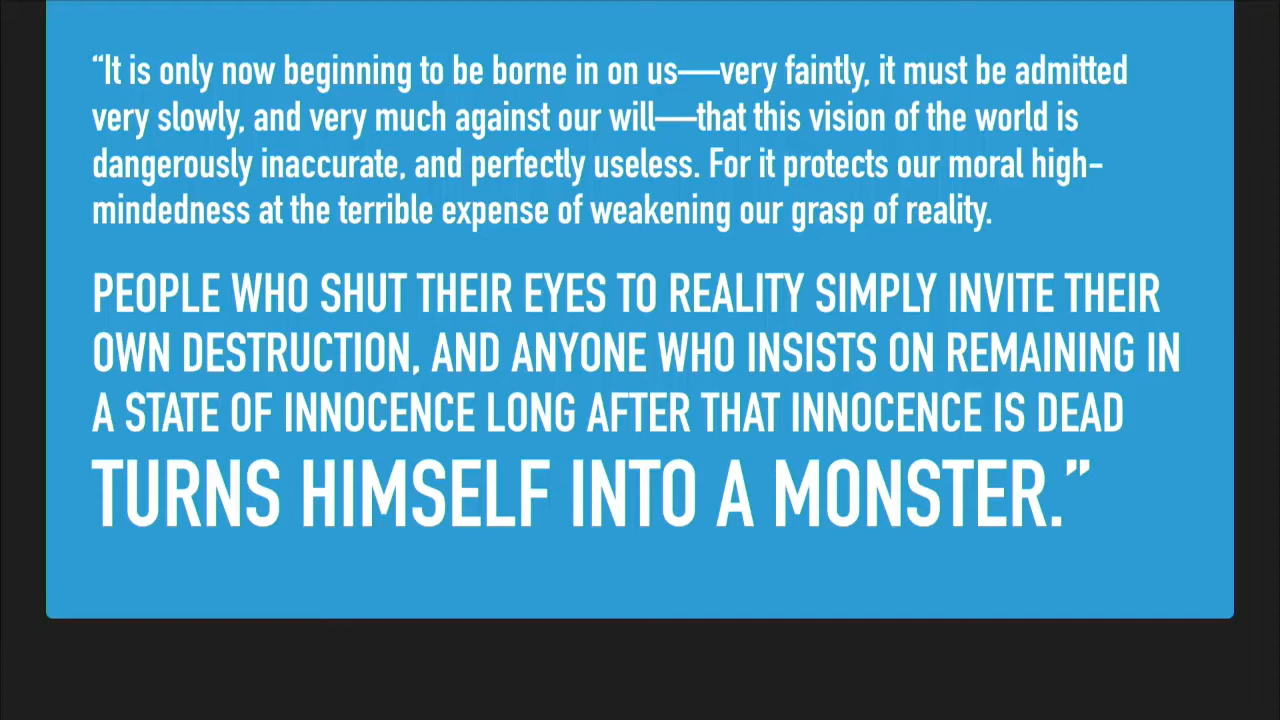 “It is only now beginning to be borne in on us—very faintly, it must be admitted
very slowly, and very much against our will—that this vision of the world is
dangerously inaccurate, and perfectly useless. For it protects our moral high-
mindedness at the terrible expense of weakening our grasp of reality.
PEOPLE WHO SHUT THEIR EYES TO REALITY SIMPLY INVITE THEIR
OWN DESTRUCTION, AND ANYONE WHO INSISTS ON REMAINING IN
A STATE OF INNOCENCE LONG AFTER THAT INNOCENCE IS DEAD
TURNS HIMSELF INTO A MONSTER.”